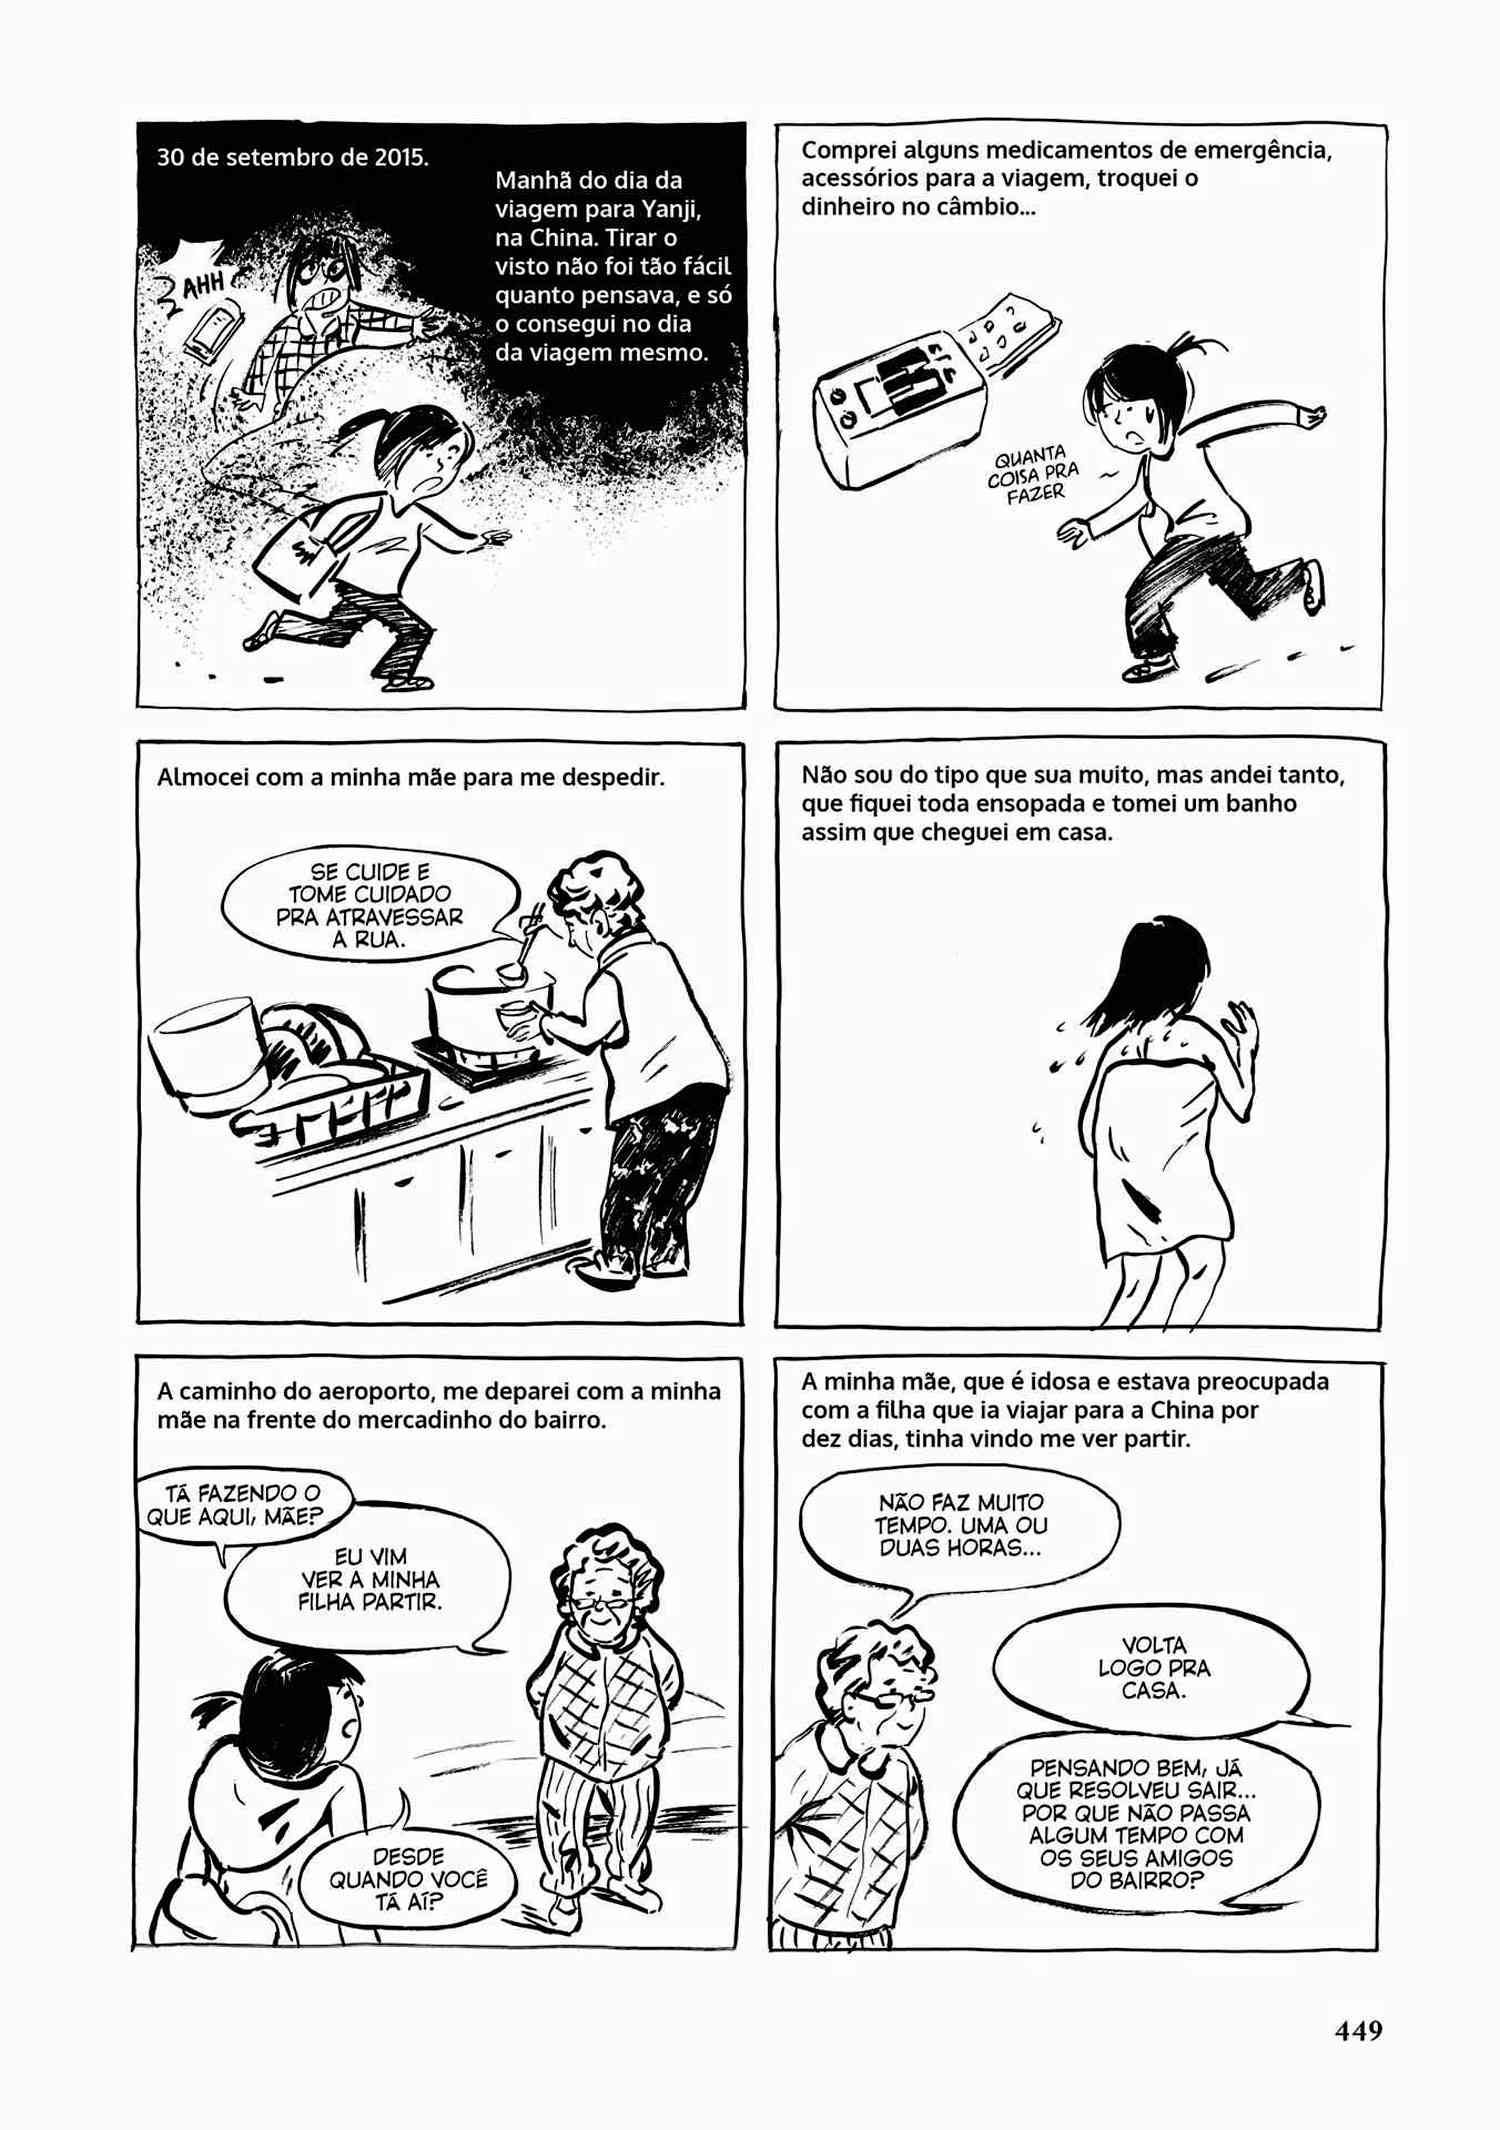 30 de setembro de 2015.
Manhã do dia da
viagem para Yanji,
na China. Tirar o
visto não foi tão fácil
quanto pensava, e só
o consegui no dia
da viagem mesmo.
AHH
Comprei alguns medicamentos de emergência,
acessórios para a viagem, troquei o
dinheiro no câmbio...
QUANTA
COISA PRA
FAZER
Almocei com a minha mãe para me despedir.
SE CUIDE E
TOME CUIDADO
PRA ATRAVESSAR
A RUA.
Não sou do tipo que sua muito, mas andei tanto,
que fiquei toda ensopada e tomei um banho
assim que cheguei em casa.
A caminho do aeroporto, me deparei com a minha
mãe na frente do mercadinho do bairro.
TÁ FAZENDO O
QUE AQUI, MÃE?
EU VIM
VER A MINHA
FILHA PARTIR.
DESDE
QUANDO VOCÊ
TÁ AÍ?
A minha mãe, que é idosa e estava preocupada
com a filha que ia viajar para a China por
dez dias, tinha vindo me ver partir.
NÃO FAZ MUITO
TEMPO. UMA OU
DUAS HORAS...
VOLTA
LOGO PRA
CASA.
PENSANDO BEM, JÁ
QUE RESOLVEU SAIR...
POR QUE NÃO PASSA
ALGUM TEMPO COM
OS SEUS AMIGOS
DO BAIRRO?
449